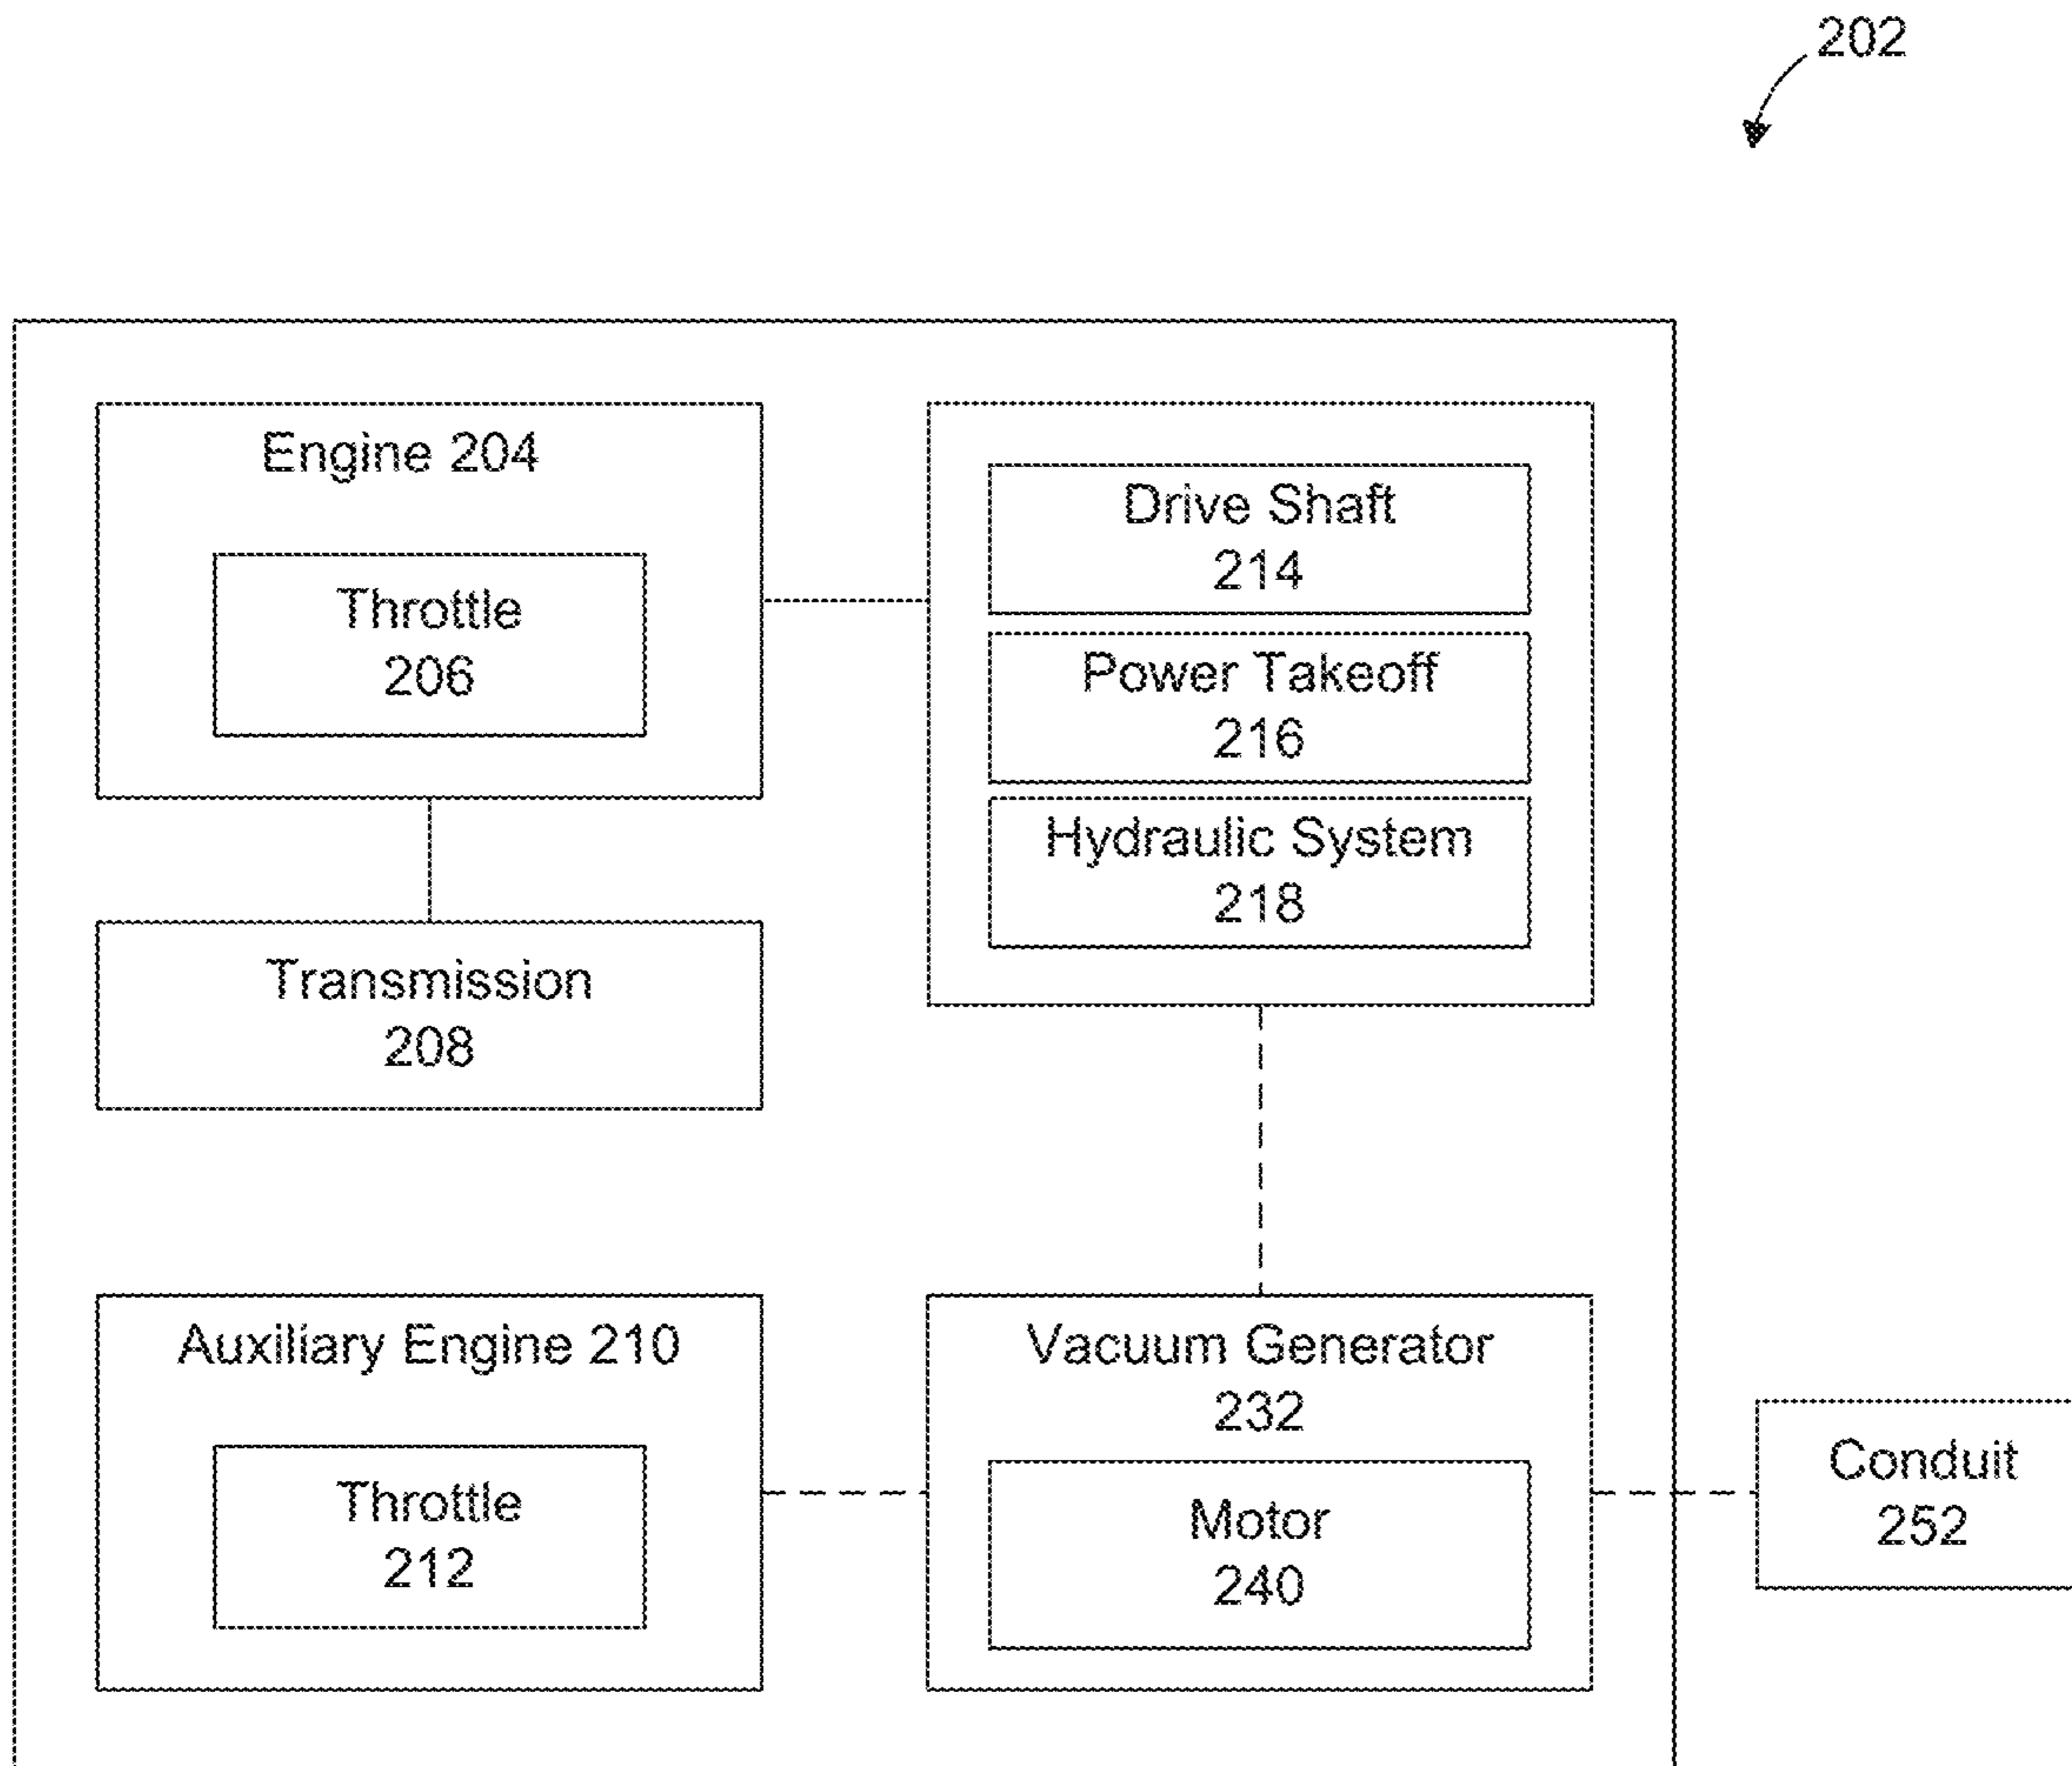 202
Engine 204
Throttle
206
Drive Shaft
214
Power Takeoff
216
Hydraulic System
218
Transmission
208
Auxiliary Engine 210
Throttle
212
Vacuum Generator
232
Motor
240
Conduit
252